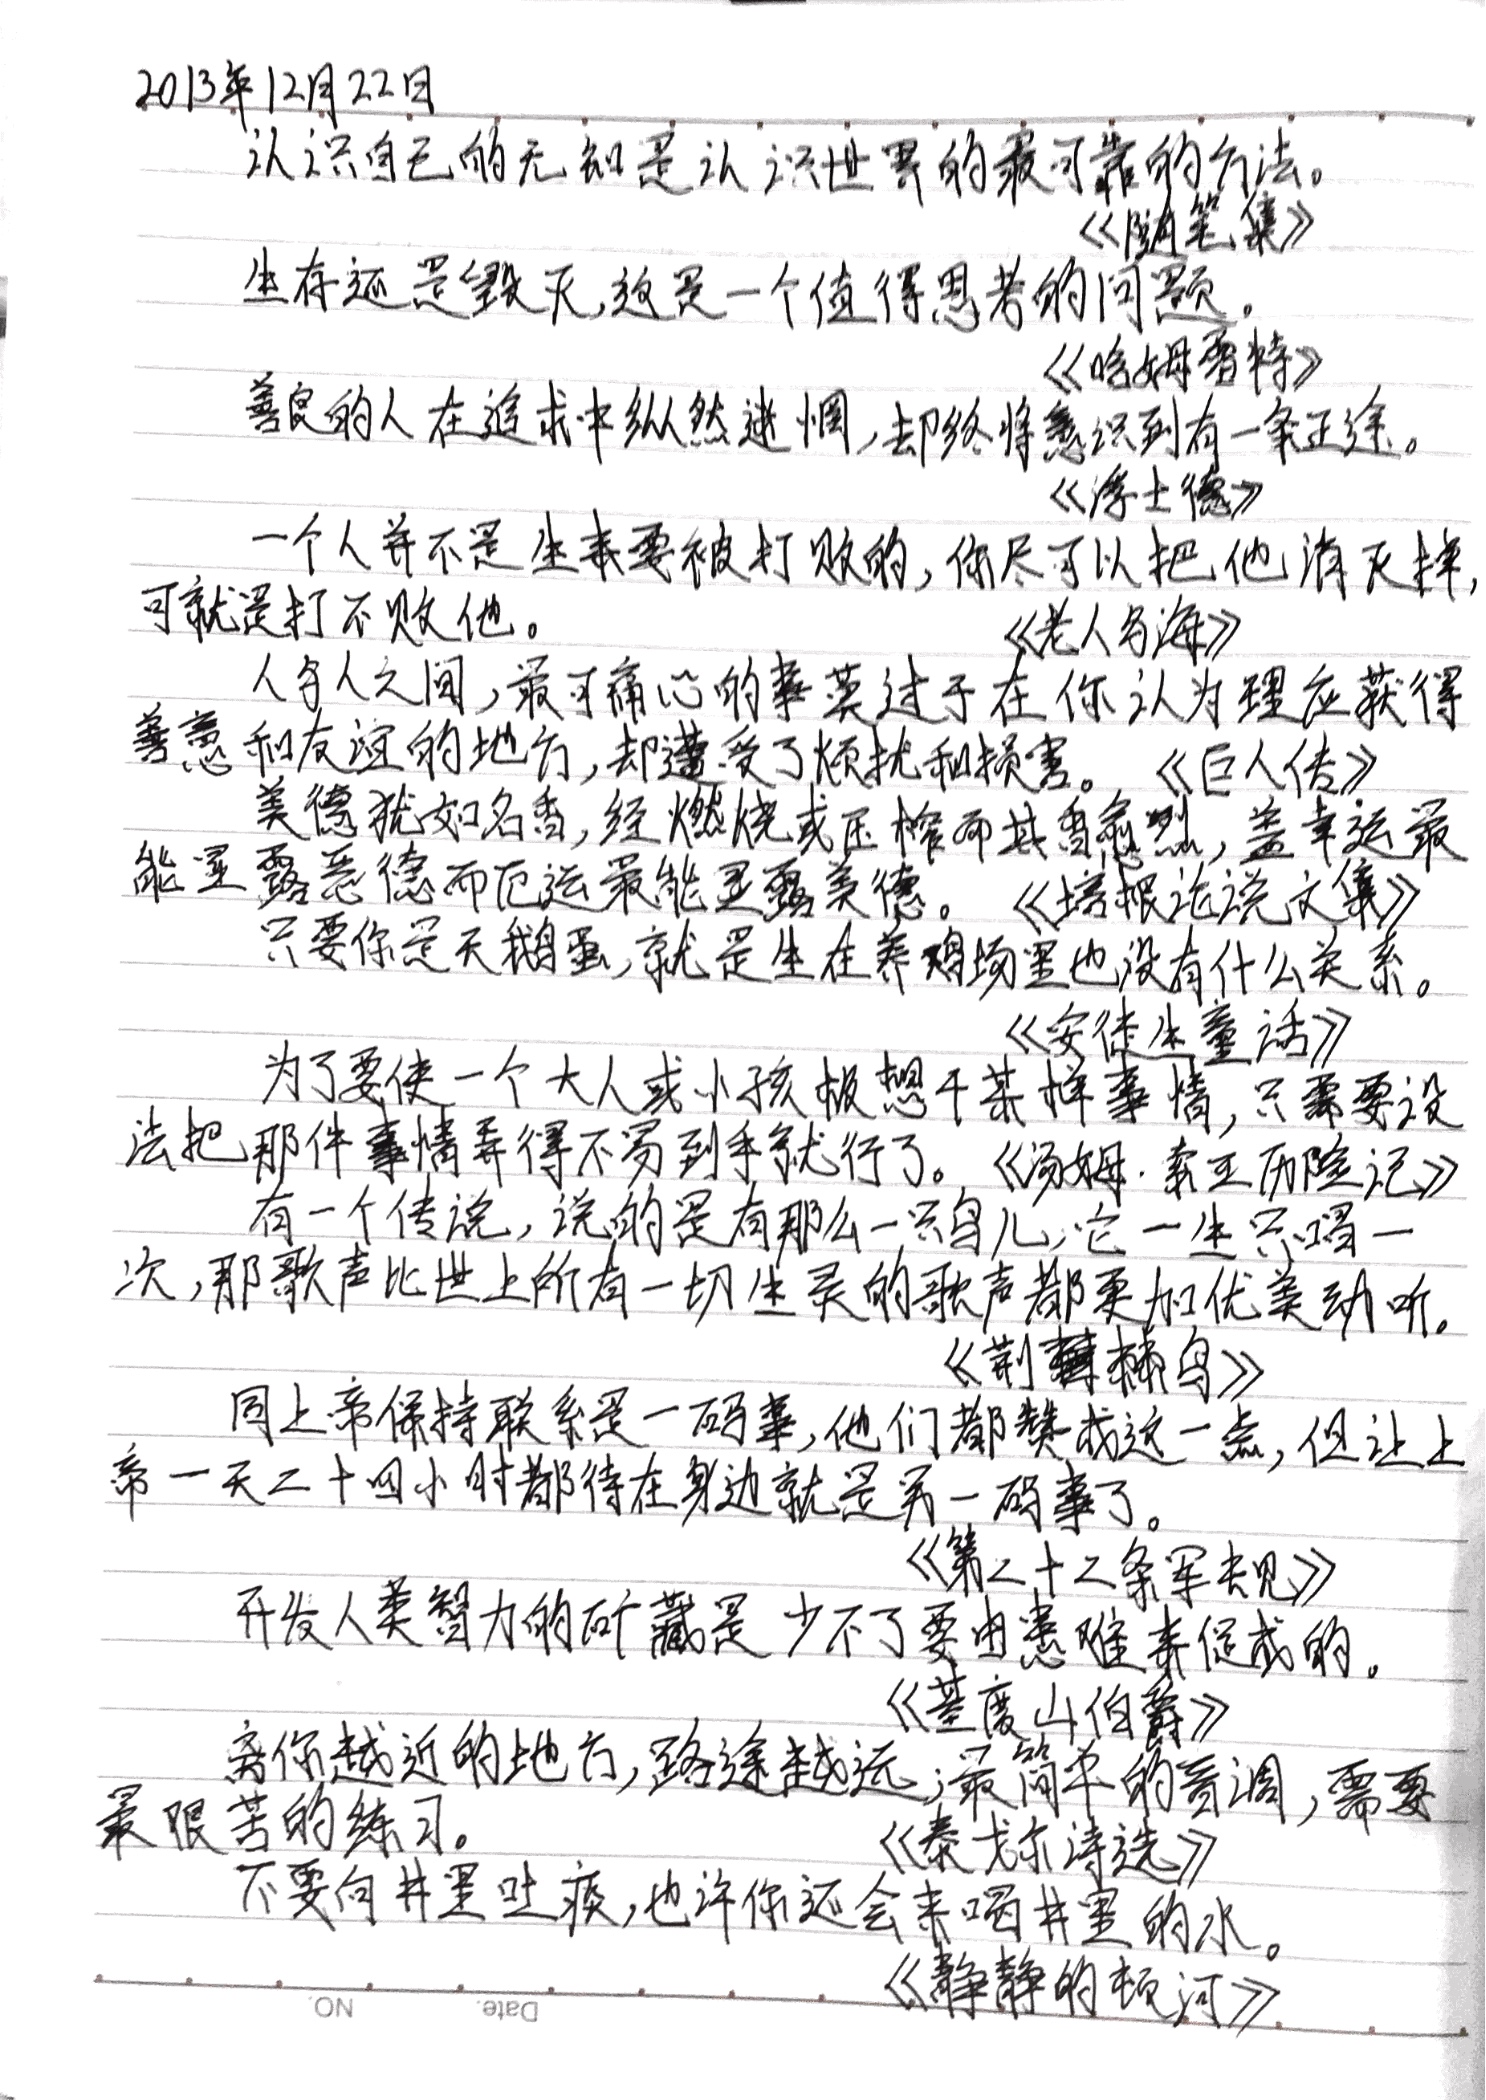 2013年12月22日
认识自己的无知是认识世界的最可靠的方法。
《随笔集》
生存还是毁灭,这是一个值得思考的问题。
《哈姆雷特》
善良的人在追求中纵然迷惘,却终将意识到有一条正途。
《浮士德》
一个人并不是生来要被打败的,你尽可以把他消灭掉,
可就是打不败他。 《老人与海》
人与人之间,最可痛心的事莫过于在你认为理应获得
善意和友谊的地方,却遭受了烦扰和损害。 《巨人传》
美德犹如名香,经燃烧或压榨而其香愈烈,盖幸运最
能显露恶德而厄运最能显露美德。 《培根论说文集》
只要你是天鹅蛋,就是生在养鸡场里也没有什么关系。
《安徒生童话》
为了要使一个大人或小孩极想干某样事情,只需要设
法把那件事情弄得不易到手就行了。 《汤姆·索亚历险记》
有一个传说,说的是有那么一只鸟儿,它一生只唱一
次,那歌声比世上所有一切生灵的歌声都更加优美动听。
《荆棘鸟》
同上帝保持联系是一码事,他们都赞成这一点,但让上
帝一天二十四小时都待在身边就是另一码事了。
《第二十二条军规》
开发人类智力的矿藏是少不了要由患难来促成的。
《基度山伯爵》
离你越近的地方,路途越远;最简单的音调,需要
最艰苦的练习。 《泰戈尔诗选》
不要向井里吐痰,也许你还会来喝井里的水。
《静静的顿河》
Date. NO.